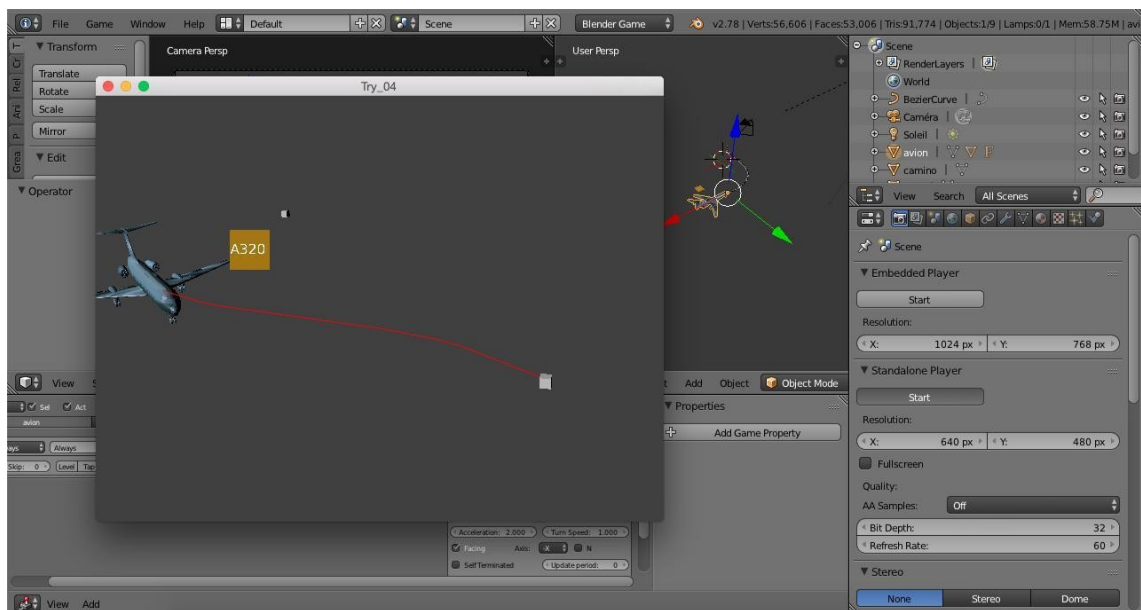 File Game Window Help Default Scene Blender Game v2.78 | Verts:56,606 | Faces:53,006 | Tris:91,774 | Objects:1/9 | Lamps:0/1 | Mem:58.75M | avi
Transform
Translate
Rotate
Scale
Mirror
Edit
Operator
Cr
Rel
Ani
P
Grea
Camera Persp
User Persp
Try_04
A320
Scene
RenderLayers |
World
BezierCurve |
Caméra |
Soleil |
avion |
camino |
View Search All Scenes
Scene
Embedded Player
Start
Resolution:
X: 1024 px Y: 768 px
Standalone Player
Start
Resolution:
X: 640 px Y: 480 px
Fullscreen
Quality:
AA Samples: Off
Bit Depth: 32
Refresh Rate: 60
Stereo
None Stereo Dome
View S
t Add Object Object Mode
Sel Act
avion
ays Always
Skip: 0 Level Tap
Properties
Add Game Property
Acceleration: 2.000 Turn Speed: 1.000
Facing Axis: -X N
Self Terminated Update period: 0
View Add